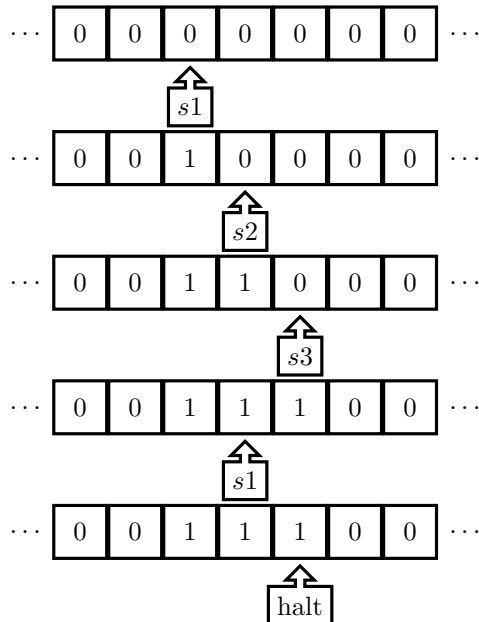 ··· 0 0 0 0 0 0 0 ···
s1
··· 0 0 1 0 0 0 0 ···
s2
··· 0 0 1 1 0 0 0 ···
s3
··· 0 0 1 1 1 0 0 ···
s1
··· 0 0 1 1 1 0 0 ···
halt